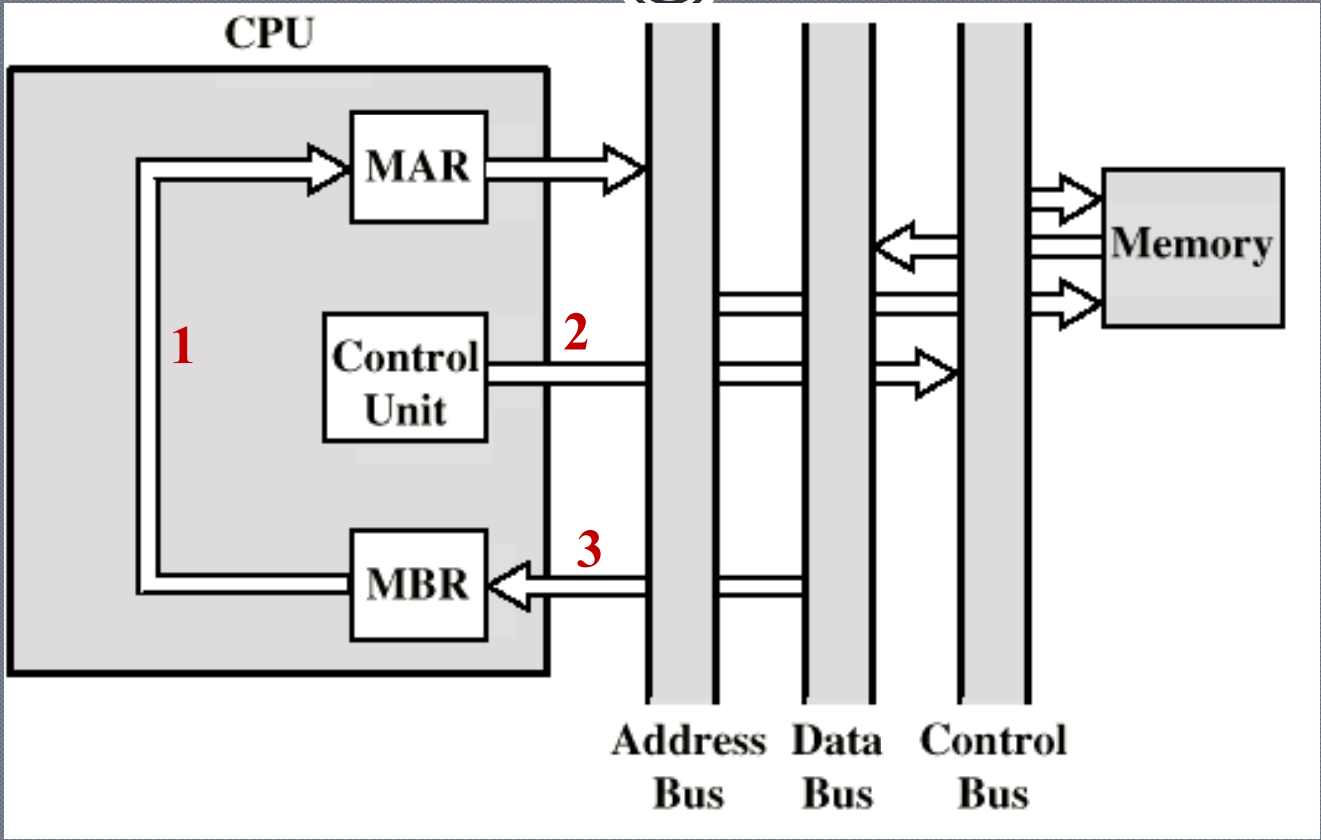 CPU
MAR
Memory
1
2
Control
Unit
3
MBR
Address Data Control
Bus Bus Bus